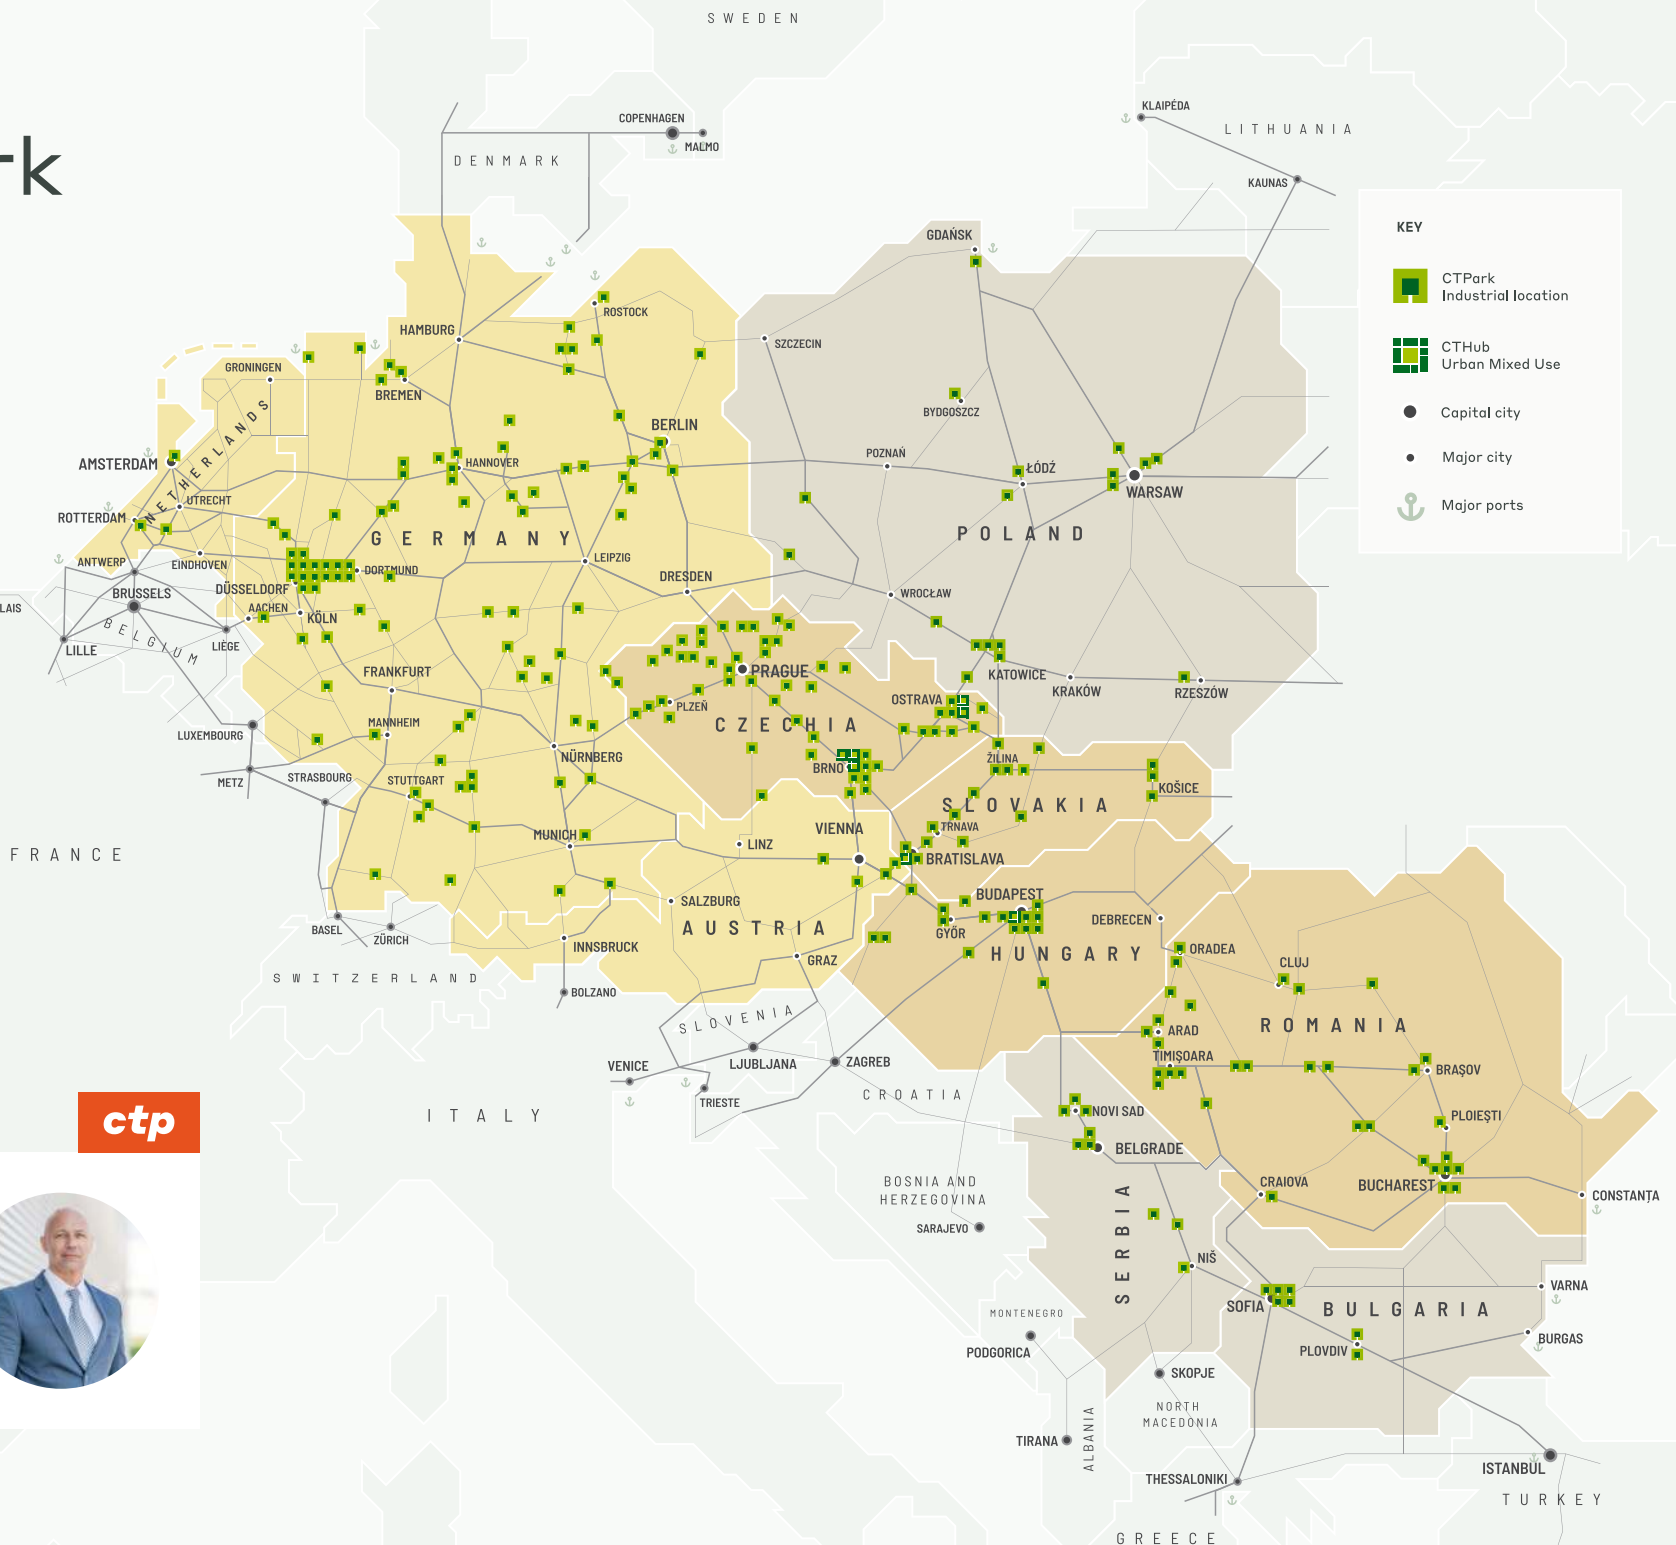 SWEDEN
KLAIPÉDA
COPENHAGEN
MALMO
LITHUANIA
DENMARK
rk
KAUNAS
KEY
CTPark
Industrial location
CTHub
Urban Mixed Use
Capital city
Major city
Major ports
GDAŃSK
ROSTOCK
HAMBURG
SZCZECIN
GRONINGEN
BREMEN
BYDGOSZCZ
BERLIN
NETHERLANDS
AMSTERDAM
HANNOVER
POZNAŃ
ŁÓDŹ
WARSAW
UTRECHT
ROTTERDAM
GERMANY
POLAND
ANTWERP
EINDHOVEN
DORTMUND
LEIPZIG
DRESDEN
BRUSSELS
DÜSSELDORF
WROCŁAW
LAIS
AACHEN
KÖLN
BELGIUM
LIÈGE
LILLE
FRANKFURT
PRAGUE
KATOWICE
KRAKÓW
RZESZÓW
OSTRAVA
PLZEŇ
CZECHIA
MANNHEIM
LUXEMBOURG
NÜRNBERG
ŽILINA
BRNO
METZ
STRASBOURG
STUTTGART
KOŠICE
SLOVAKIA
TRNAVA
VIENNA
MUNICH
LINZ
FRANCE
BRATISLAVA
BUDAPEST
SALZBURG
DEBRECEN
AUSTRIA
GYŐR
BASEL
ZÜRICH
INNSBRUCK
HUNGARY
ORADEA
GRAZ
CLUJ
SWITZERLAND
BOLZANO
SLOVENIA
ROMANIA
ARAD
TIMIŞOARA
VENICE
LJUBLJANA
ZAGREB
BRAŞOV
CROATIA
TRIESTE
NOVI SAD
ITALY
PLOIEŞTI
ctp
BELGRADE
BOSNIA AND
HERZEGOVINA
CRAIOVA
BUCHAREST
CONSTANŢA
SERBIA
SARAJEVO
NIŠ
VARNA
SOFIA
BULGARIA
MONTENEGRO
BURGAS
PODGORICA
PLOVDIV
SKOPJE
NORTH
MACEDONIA
ALBANIA
TIRANA
ISTANBUL
THESSALONIKI
TURKEY
GREECE